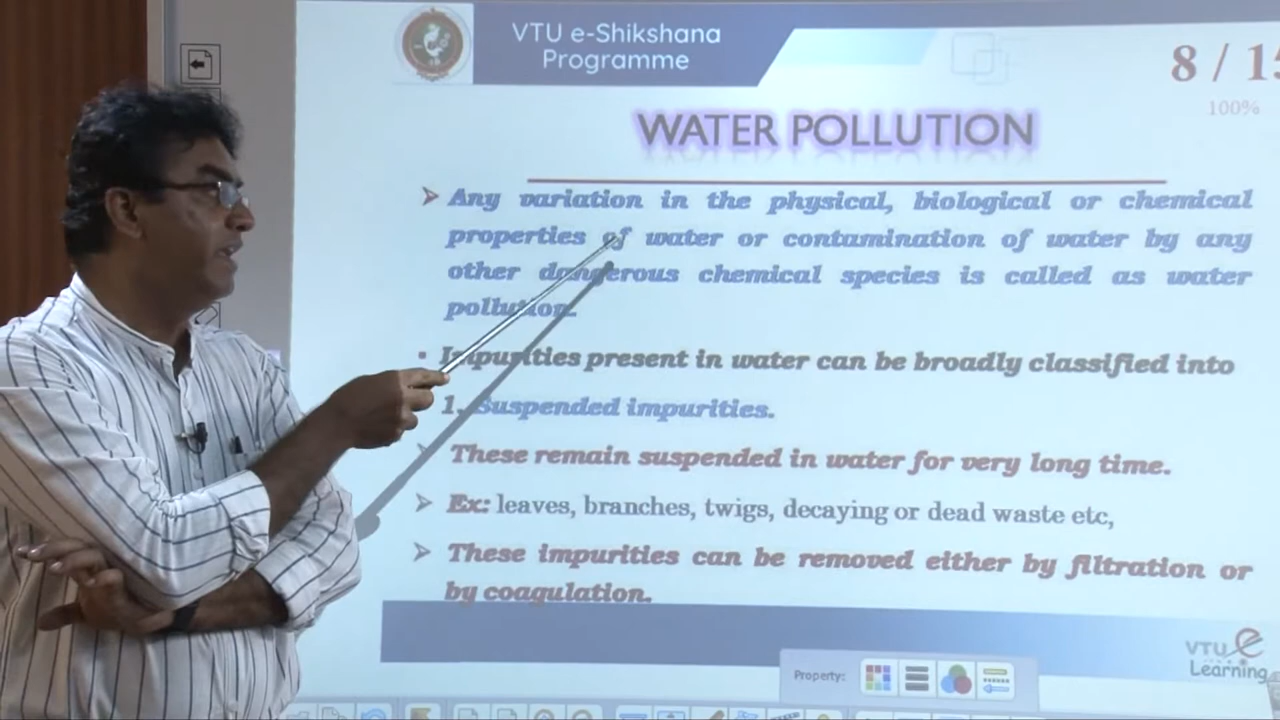 VTU e-Shikshana
Programme
8 / 15
100%
WATER POLLUTION
➤ Any variation in the physical, biological or chemical
properties of water or contamination of water by any
other dangerous chemical species is called as water
pollution.
▪ Impurities present in water can be broadly classified into
1. Suspended impurities.
➤ These remain suspended in water for very long time.
➤ Ex: leaves, branches, twigs, decaying or dead waste etc,
➤ These impurities can be removed either by filtration or
by coagulation.
VTU e
Learning
Property: